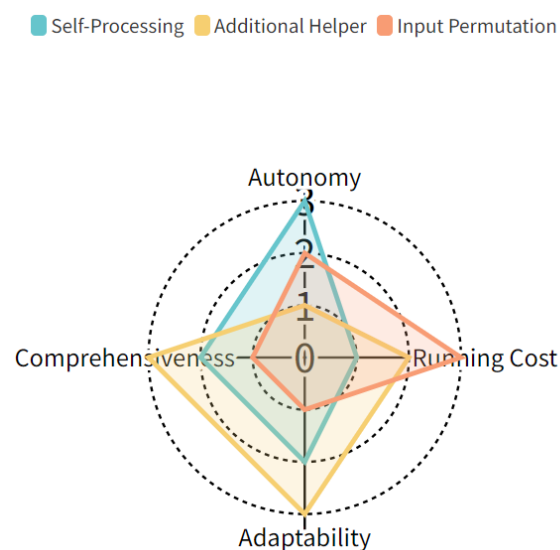 Self-Processing Additional Helper Input Permutation
Autonomy
3
2
1
Comprehensiveness 0 Running Cost
Adaptability